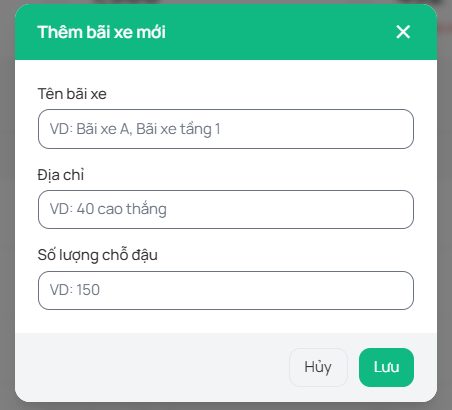 Thêm bãi xe mới
Tên bãi xe
VD: Bãi xe A, Bãi xe tầng 1
Địa chỉ
VD: 40 cao thắng
Số lượng chỗ đậu
VD: 150
Hủy
Lưu